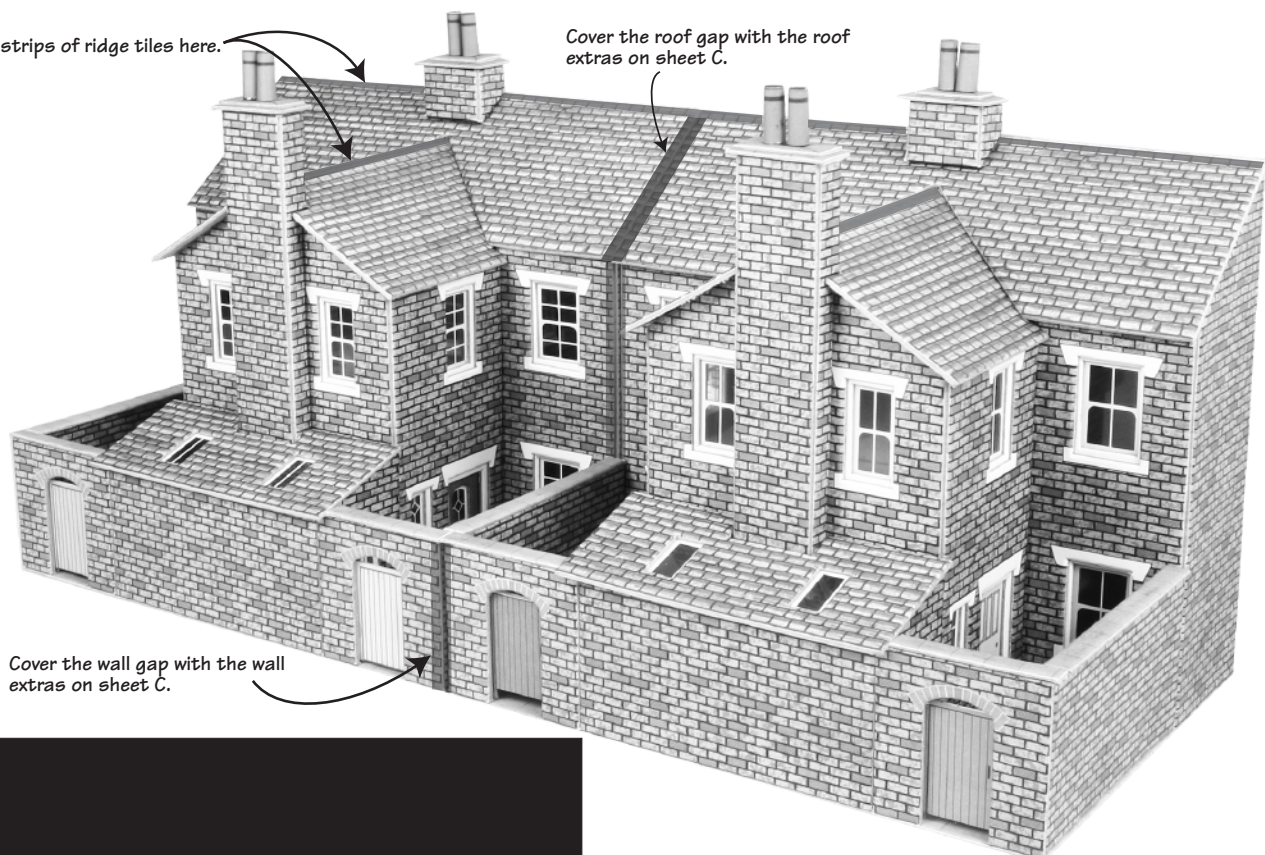 strips of ridge tiles here.
Cover the roof gap with the roof
extras on sheet C.
Cover the wall gap with the wall
extras on sheet C.